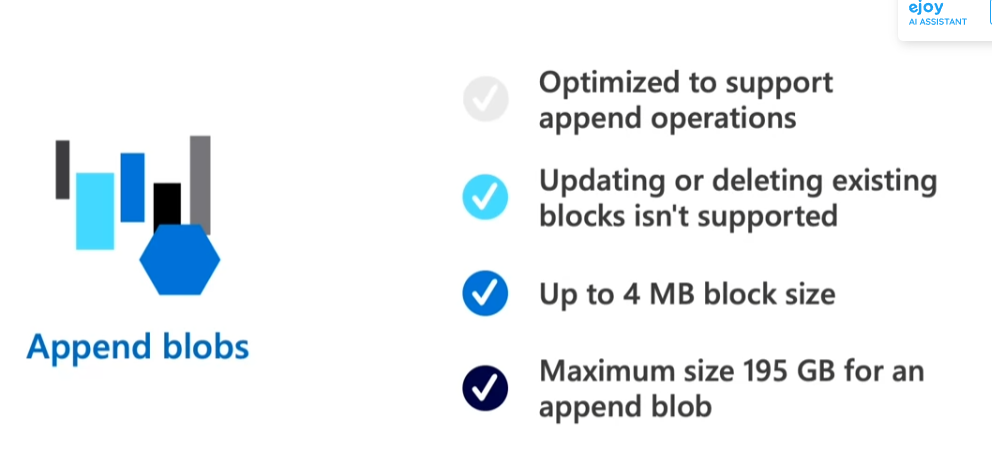 ejoy
AI ASSISTANT
Optimized to support
append operations
Updating or deleting existing
blocks isn't supported
Up to 4 MB block size
Append blobs
Maximum size 195 GB for an
append blob